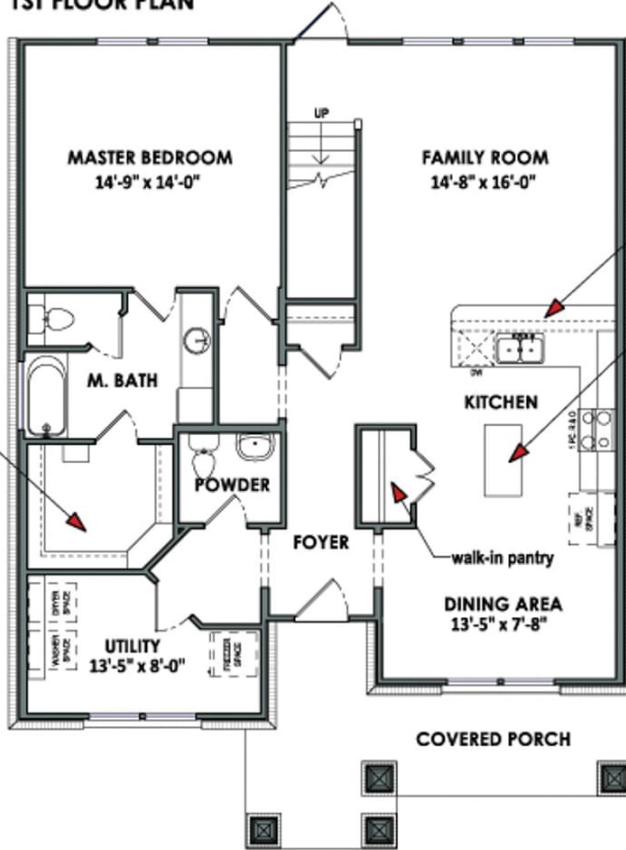 1ST FLOOR PLAN
UP
MASTER BEDROOM
14'-9" x 14'-0"
FAMILY ROOM
14'-8" x 16'-0"
M. BATH
DW
KITCHEN
1 PC. R & O
POWDER
REF. SPACE
FOYER
walk-in pantry
DRYER SPACE
DINING AREA
13'-5" x 7'-8"
WASHER SPACE
UTILITY
13'-5" x 8'-0"
FREEZER SPACE
COVERED PORCH